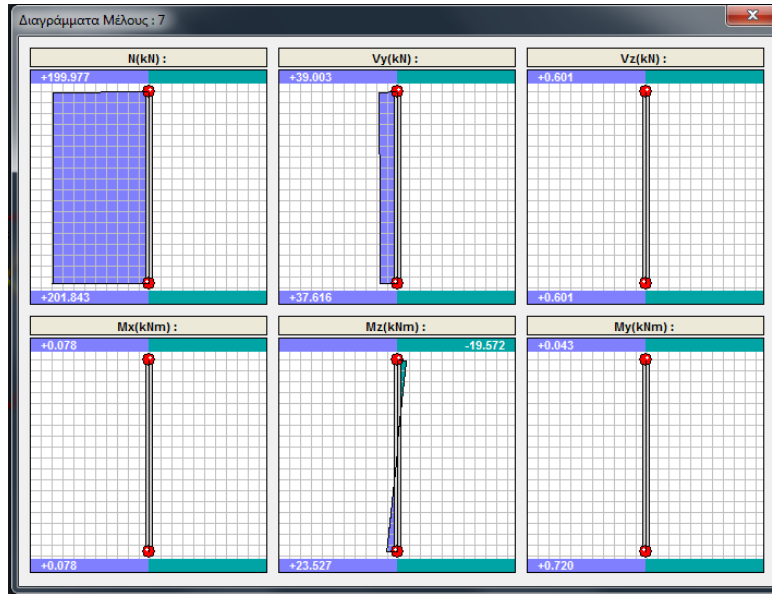 Διαγράμματα Μέλους : 7
N(kN) :
Vy(kN) :
Vz(kN) :
+199.977
+39.003
+0.601
+201.843
+37.616
+0.601
Mx(kNm) :
Mz(kNm) :
My(kNm) :
+0.078
-19.572
+0.043
+0.078
+23.527
+0.720